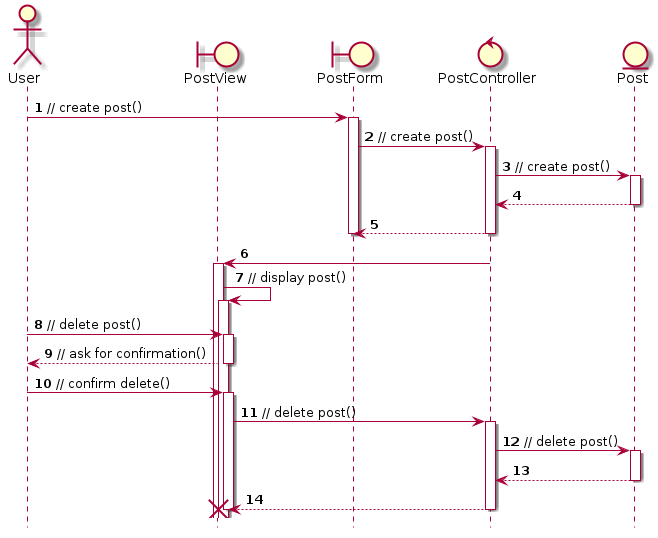 User
PostView
PostForm
PostController
Post
1 // create post()
2 // create post()
3 // create post()
4
5
6
7 // display post()
8 // delete post()
9 // ask for confirmation()
10 // confirm delete()
11 // delete post()
12 // delete post()
13
14